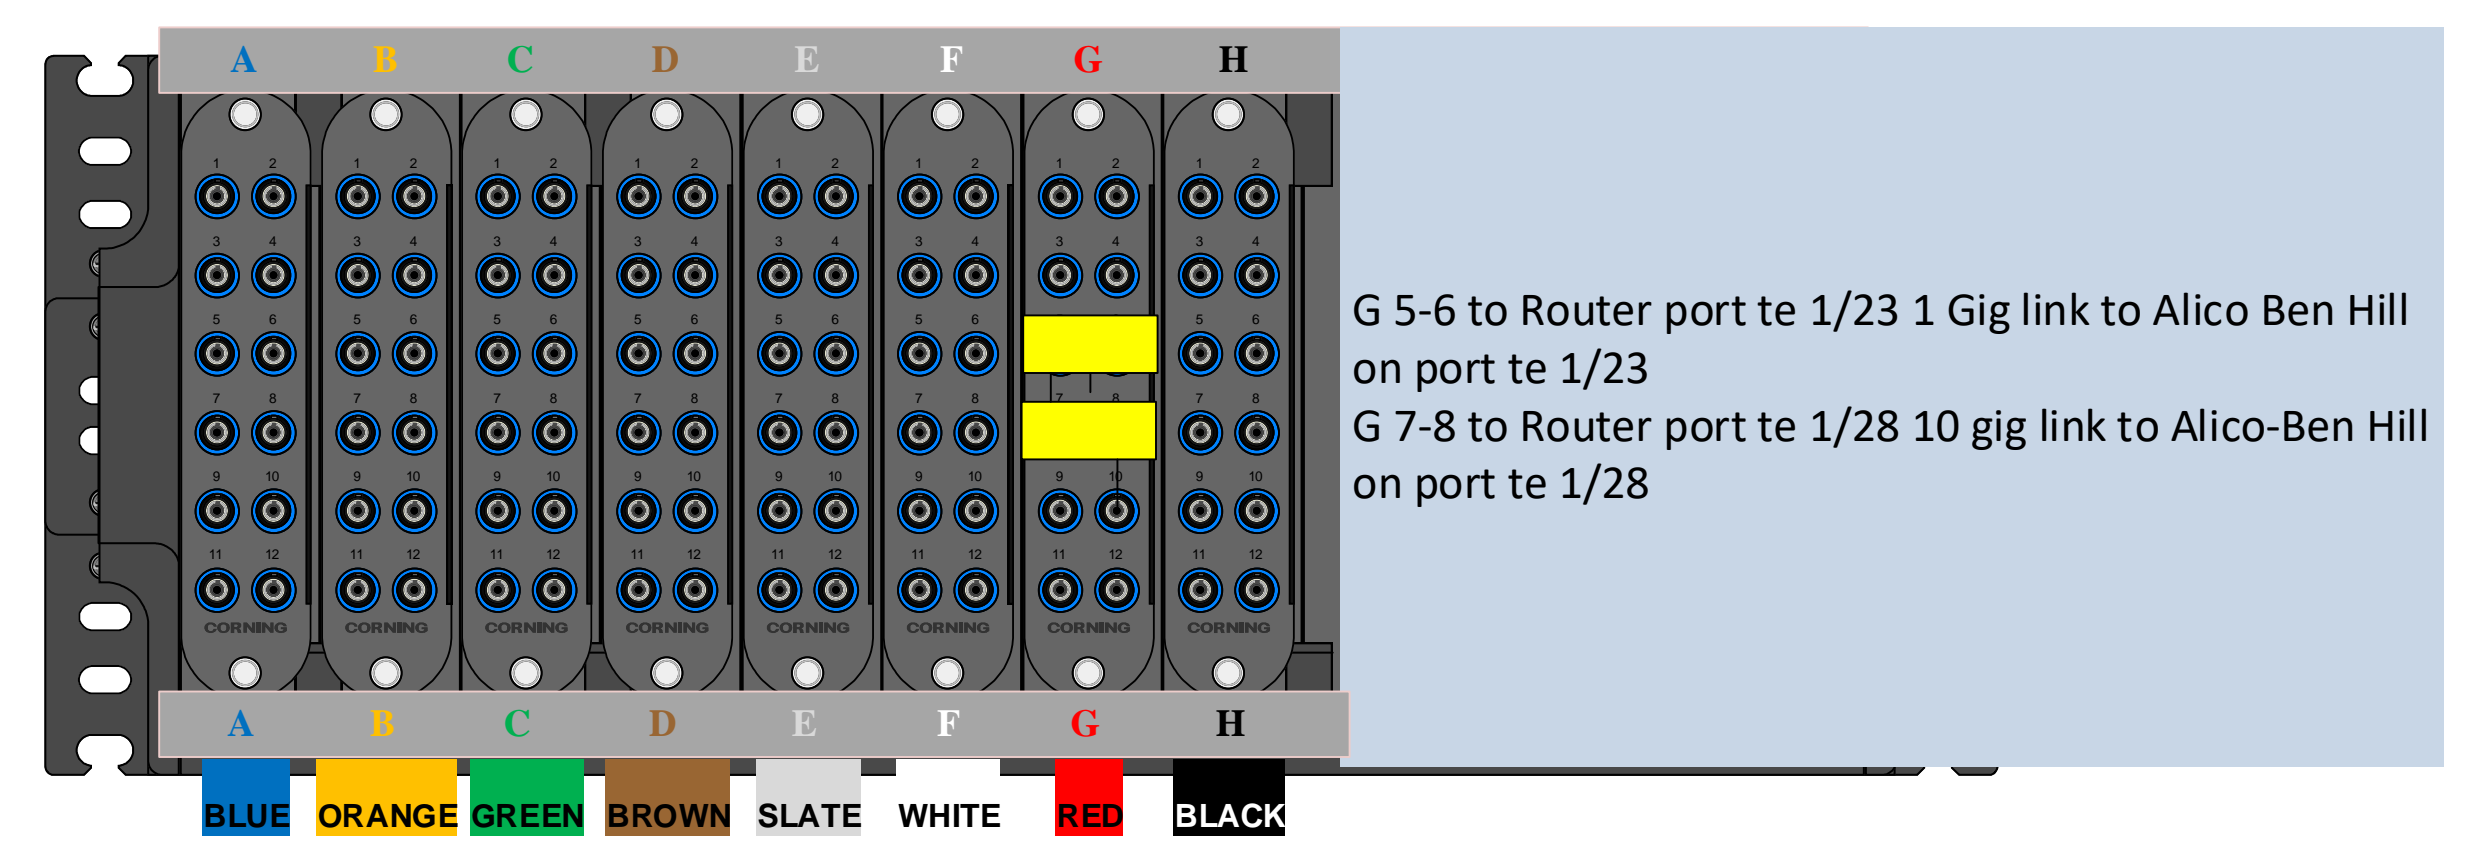 A B C D E F G H
1 2 1 2 1 2 1 2 1 2 1 2 1 2 1 2
3 4 3 4 3 4 3 4 3 4 3 4 3 4 3 4
5 6 5 6 5 6 5 6 5 6 5 6 5 6
7 8 7 8 7 8 7 8 7 8 7 8 7 8 7 8
9 10 9 10 9 10 9 10 9 10 9 10 9 10 9 10
11 12 11 12 11 12 11 12 11 12 11 12 11 12 11 12
CORNING CORNING CORNING CORNING CORNING CORNING CORNING CORNING
A B C D E F G H
BLUE ORANGE GREEN BROWN SLATE WHITE RED BLACK
G 5-6 to Router port te 1/23 1 Gig link to Alico Ben Hill
on port te 1/23
G 7-8 to Router port te 1/28 10 gig link to Alico-Ben Hill
on port te 1/28